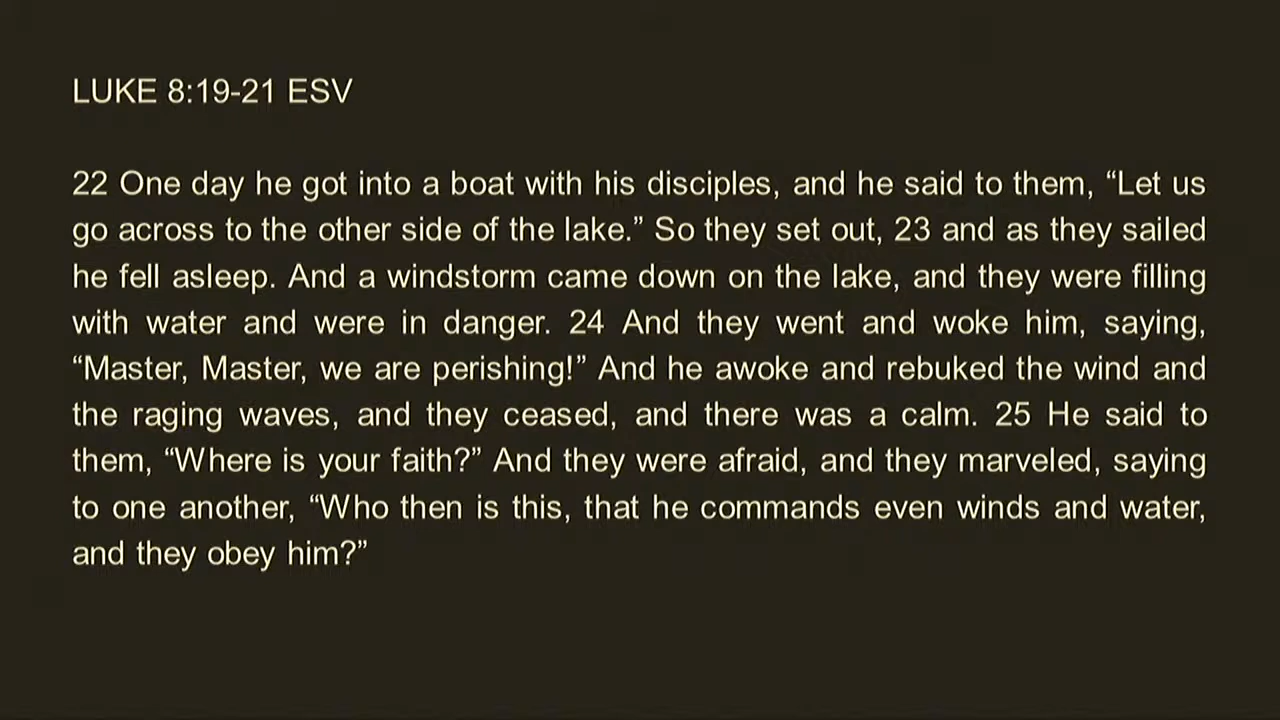 LUKE 8:19-21 ESV
22 One day he got into a boat with his disciples, and he said to them, “Let us
go across to the other side of the lake.” So they set out, 23 and as they sailed
he fell asleep. And a windstorm came down on the lake, and they were filling
with water and were in danger. 24 And they went and woke him, saying,
“Master, Master, we are perishing!” And he awoke and rebuked the wind and
the raging waves, and they ceased, and there was a calm. 25 He said to
them, “Where is your faith?” And they were afraid, and they marveled, saying
to one another, “Who then is this, that he commands even winds and water,
and they obey him?”